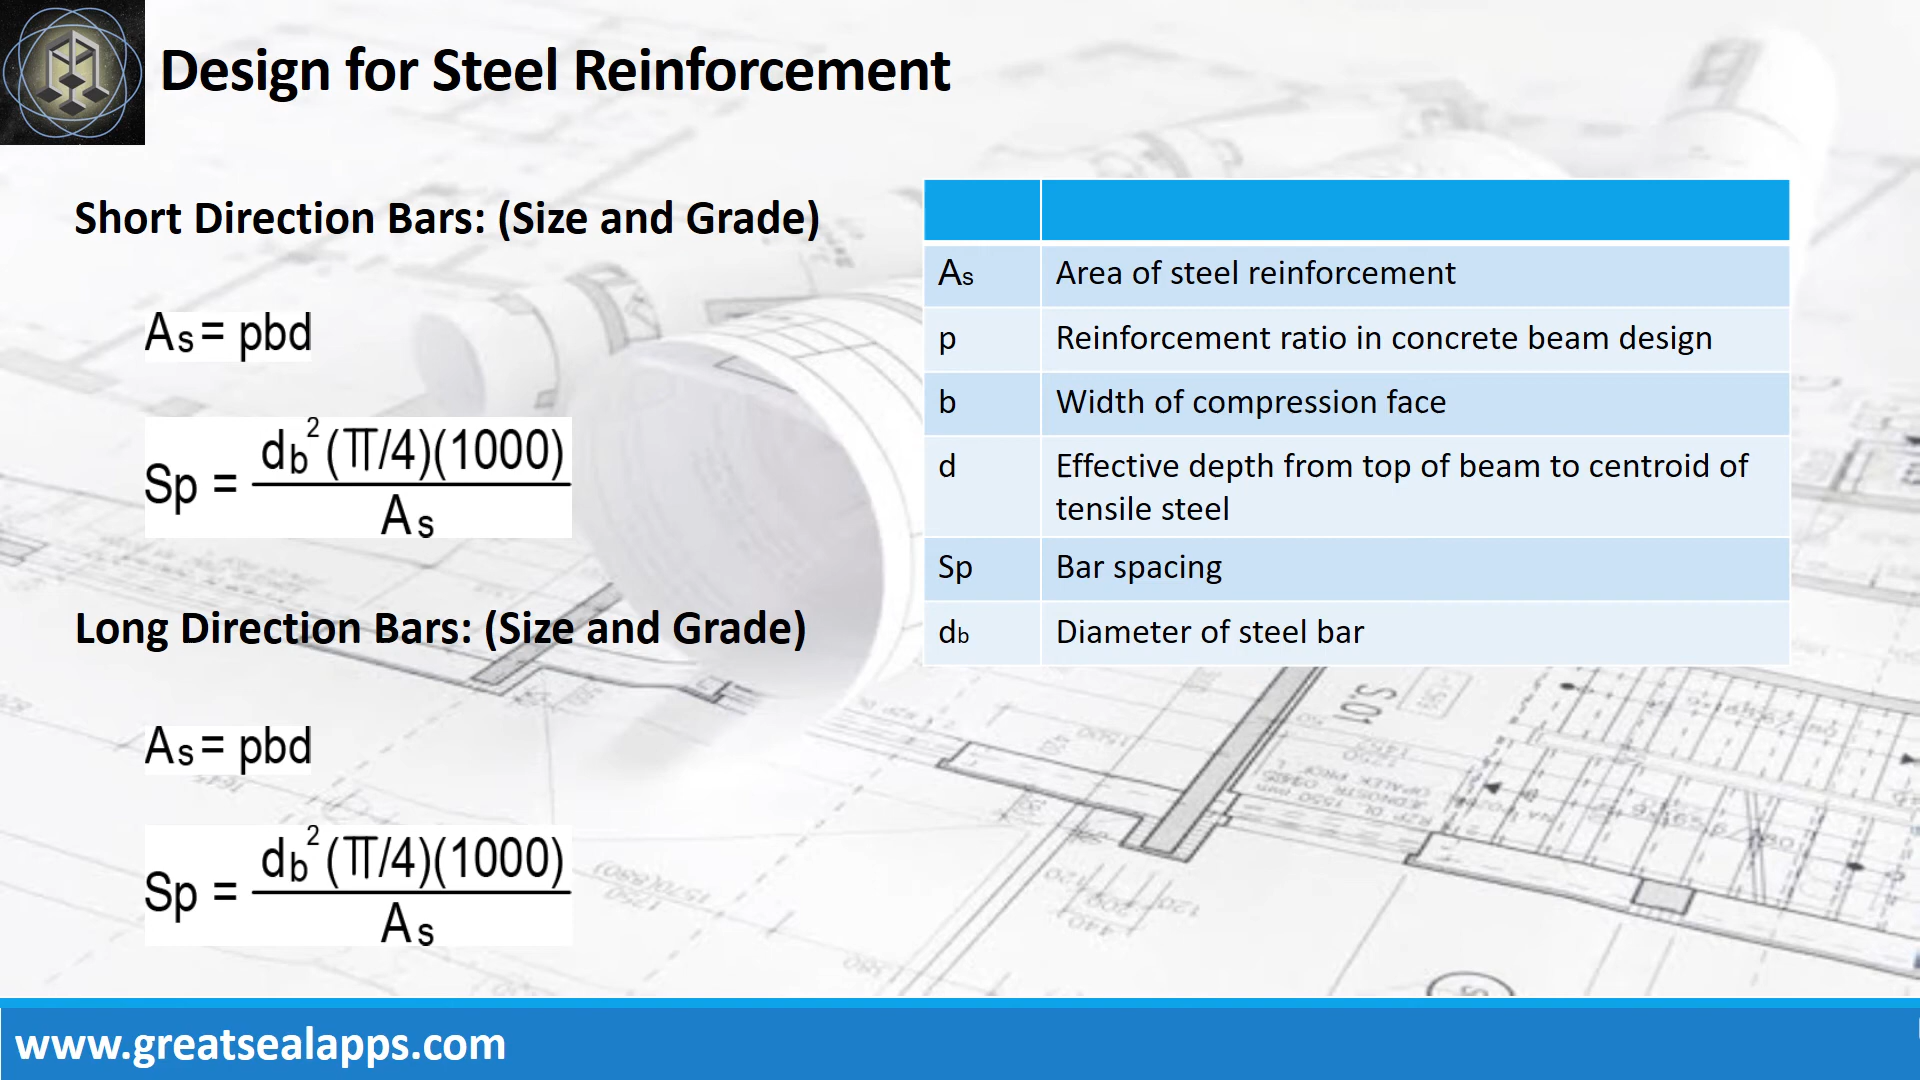 Design for Steel Reinforcement
Short Direction Bars: (Size and Grade)
As = pbd
Sp = db²(π/4)(1000)
As
Long Direction Bars: (Size and Grade)
As = pbd
Sp = db²(π/4)(1000)
As
As Area of steel reinforcement
p Reinforcement ratio in concrete beam design
b Width of compression face
d Effective depth from top of beam to centroid of
tensile steel
Sp Bar spacing
db Diameter of steel bar
www.greatsealapps.com